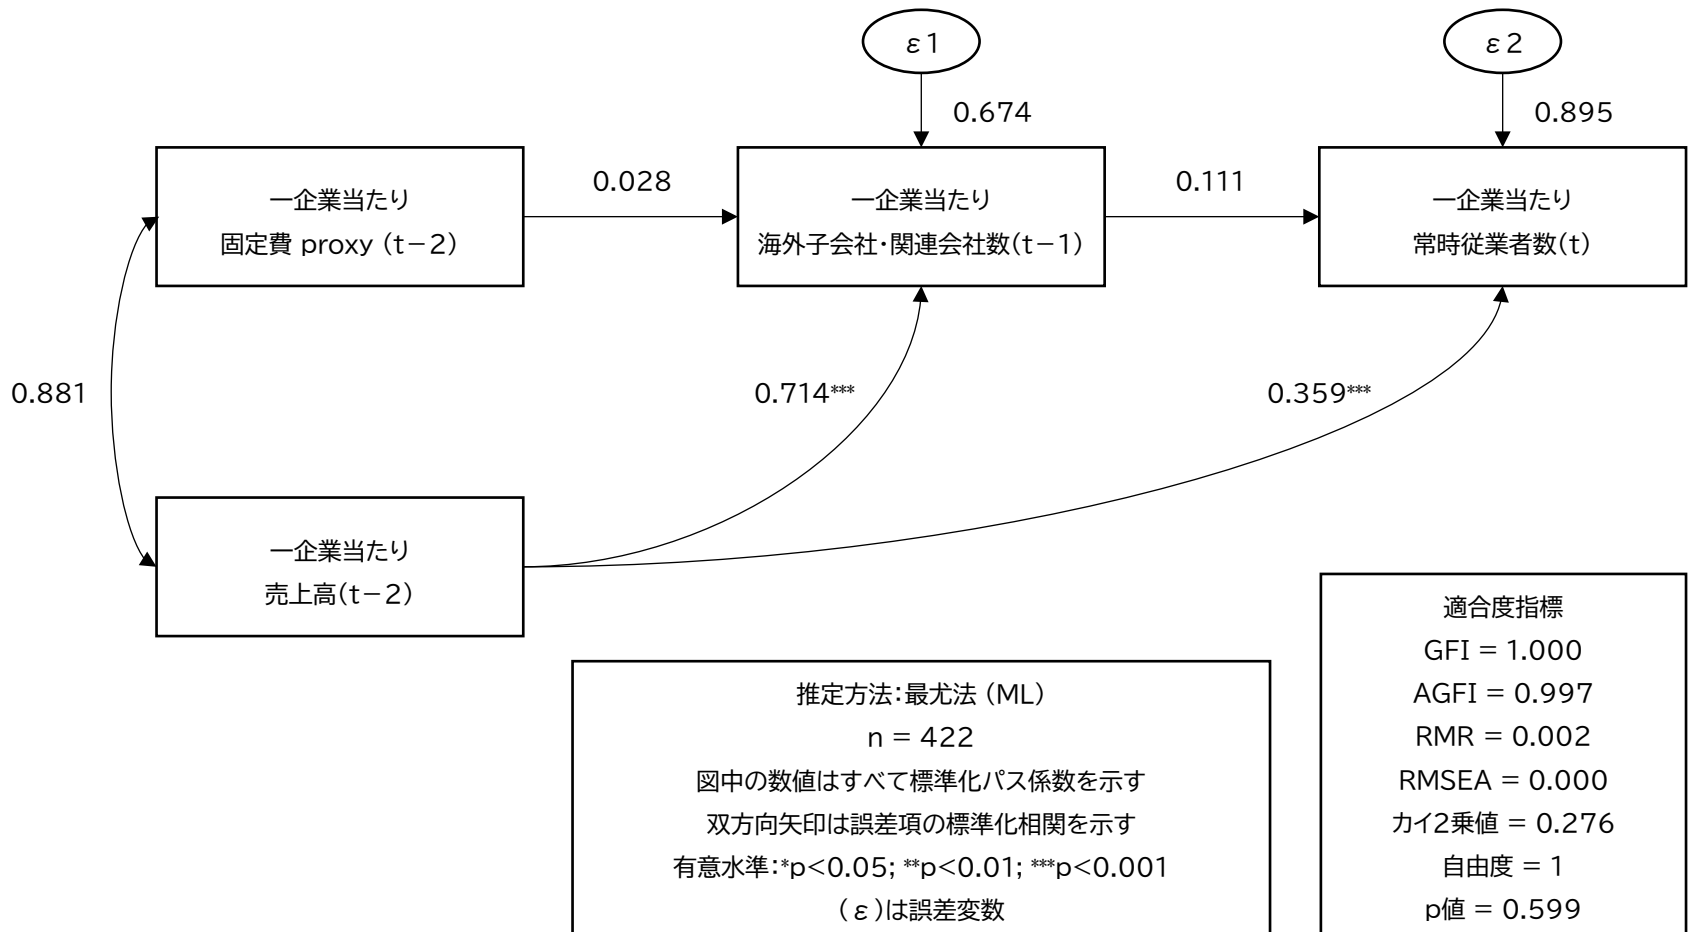 ε1
ε2
0.674
0.895
一企業当たり
固定費 proxy (t－2)
0.028
一企業当たり
海外子会社・関連会社数(t－1)
0.111
一企業当たり
常時従業者数(t)
0.881
0.714***
0.359***
一企業当たり
売上高(t－2)
推定方法:最尤法 (ML)
n = 422
図中の数値はすべて標準化パス係数を示す
双方向矢印は誤差項の標準化相関を示す
有意水準:*p<0.05; **p<0.01; ***p<0.001
(ε)は誤差変数
適合度指標
GFI = 1.000
AGFI = 0.997
RMR = 0.002
RMSEA = 0.000
カイ2乗値 = 0.276
自由度 = 1
p値 = 0.599